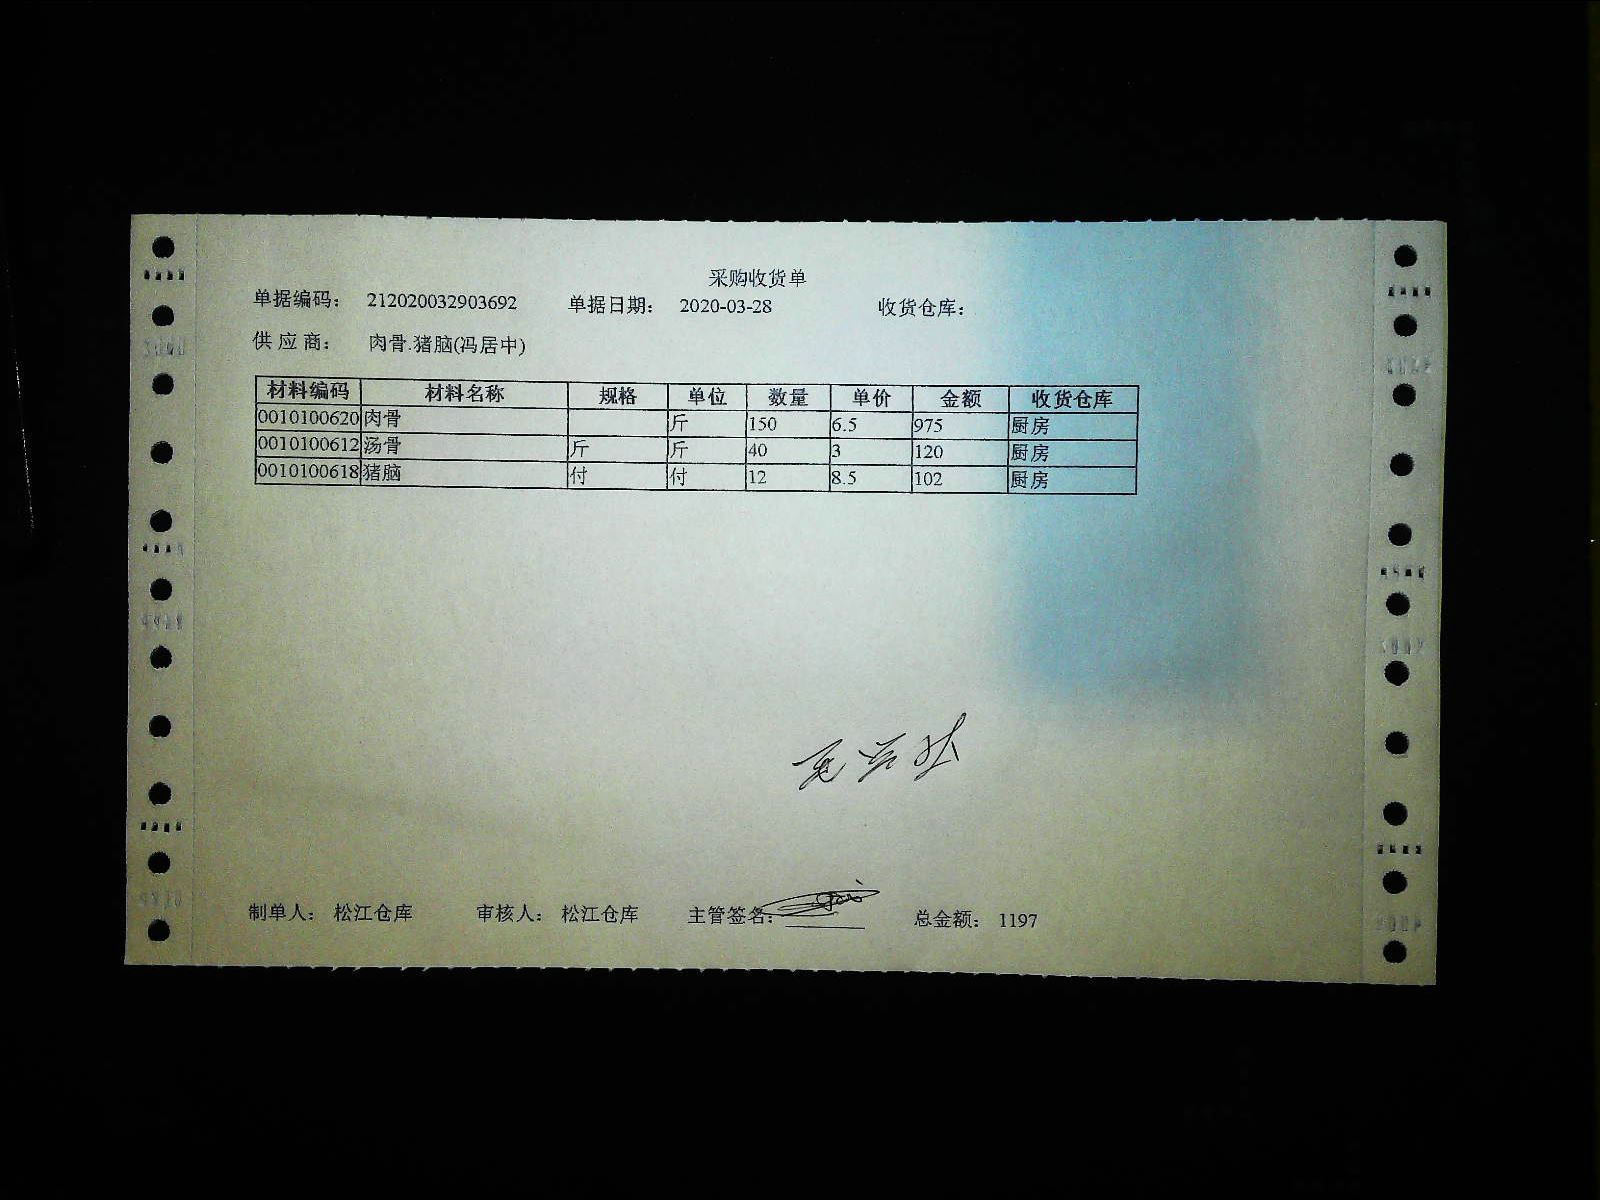 采购收货单
单据编码： 212020032903692 单据日期： 2020-03-28 收货仓库：
供应商： 肉骨.猪脑(冯居中)
材料编码 材料名称 规格 单位 数量 单价 金额 收货仓库
0010100620 肉骨 斤 150 6.5 975 厨房
0010100612 汤骨 斤 斤 40 3 120 厨房
0010100618 猪脑 付 付 12 8.5 102 厨房
制单人： 松江仓库 审核人： 松江仓库 主管签名： 总金额： 1197